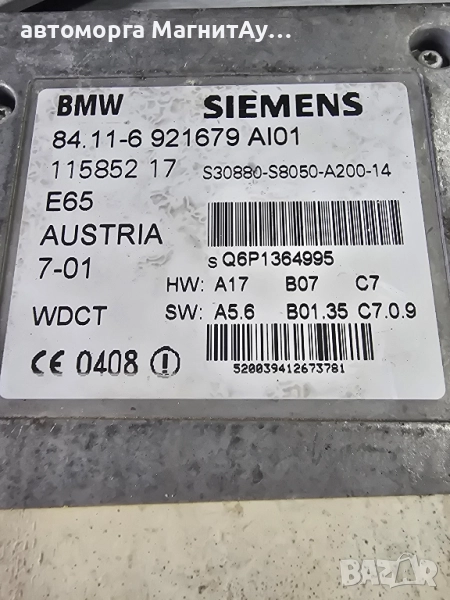 автоморга МагнитАу...
BMW SIEMENS
84.11-6 921679 AI01
115852 17 S30880-S8050-A200-14
E65
AUSTRIA
s Q6P1364995
7-01 HW: A17 B07 C7
WDCT SW: A5.6 B01.35 C7.0.9
CE 0408
520039412673781
BAZAR